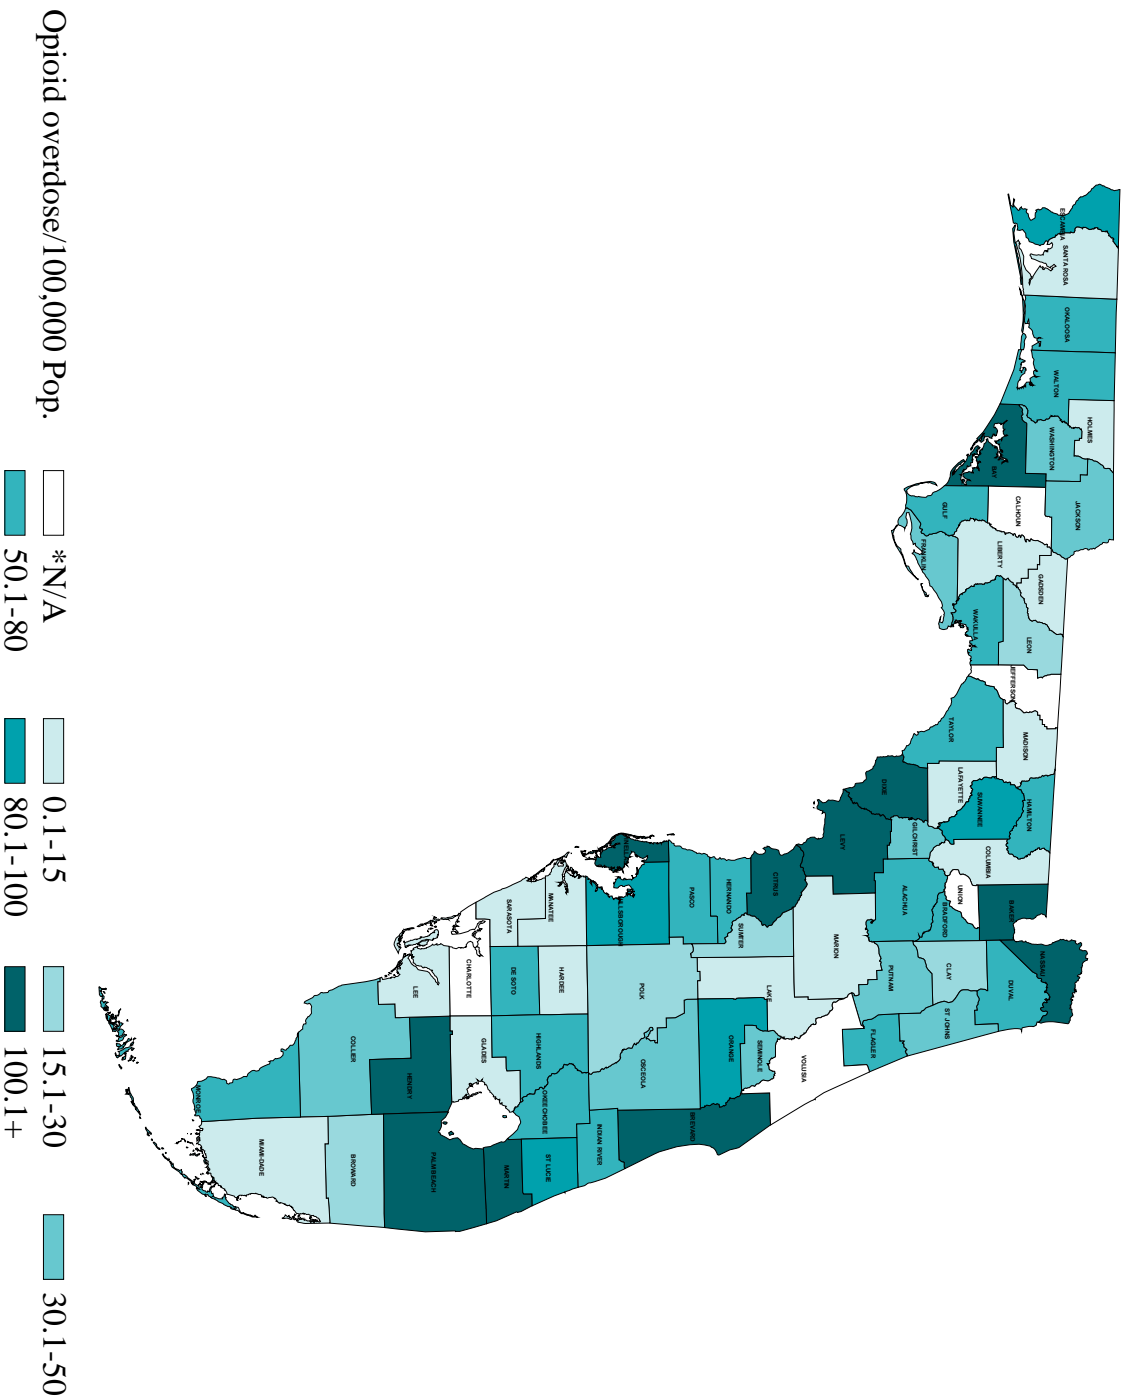 ESCAMBIA
SANTA ROSA
OKALOOSA
WALTON
HOLMES
WASHINGTON
BAY
JACKSON
CALHOUN
GULF
LIBERTY
GADSDEN
FRANKLIN
LEON
WAKULLA
JEFFERSON
MADISON
TAYLOR
HAMILTON
SUWANNEE
LAFAYETTE
DIXIE
COLUMBIA
GILCHRIST
LEVY
BAKER
UNION
BRADFORD
ALACHUA
NASSAU
DUVAL
CLAY
ST JOHNS
PUTNAM
FLAGLER
MARION
CITRUS
VOLUSIA
SUMTER
LAKE
HERNANDO
SEMINOLE
PASCO
ORANGE
BREVARD
POLK
OSCEOLA
HILLSBOROUGH
INDIAN RIVER
MANATEE
HARDEE
HIGHLANDS
OKEECHOBEE
ST LUCIE
SARASOTA
DE SOTO
MARTIN
CHARLOTTE
GLADES
LEE
HENDRY
PALM BEACH
COLLIER
BROWARD
MIAMI-DADE
MONROE
Opioid overdose/100,000 Pop.
*N/A 0.1-15 15.1-30 30.1-50
50.1-80 80.1-100 100.1+